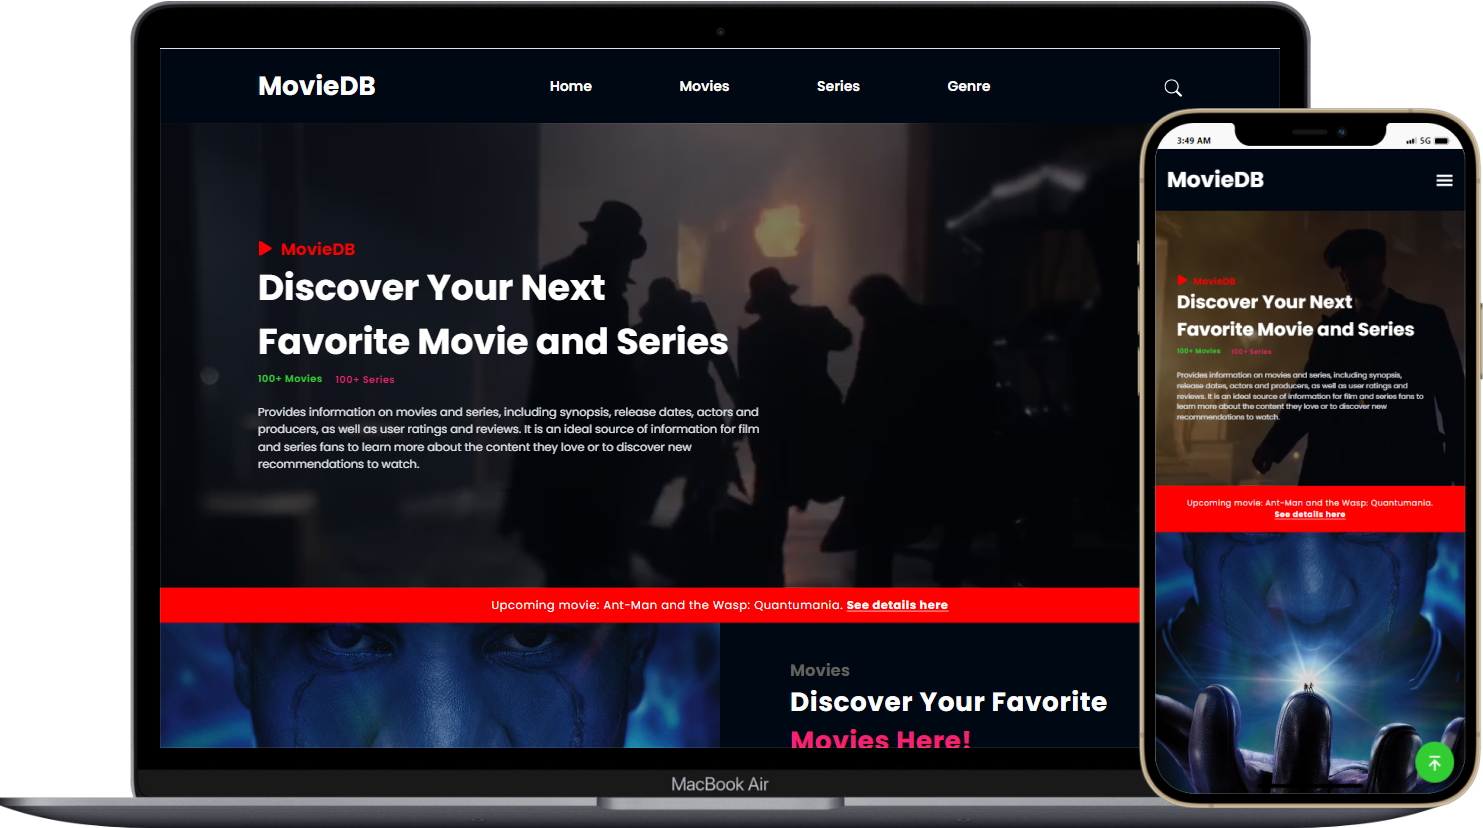 MovieDB
Home
Movies
Series
Genre
MovieDB
Discover Your Next
Favorite Movie and Series
100+ Movies
100+ Series
Provides information on movies and series, including synopsis, release dates, actors and
producers, as well as user ratings and reviews. It is an ideal source of information for film
and series fans to learn more about the content they love or to discover new
recommendations to watch.
Upcoming movie: Ant-Man and the Wasp: Quantumania. See details here
Movies
Discover Your Favorite
Movies Here!
MacBook Air
3:49 AM
5G
MovieDB
MovieDB
Discover Your Next
Favorite Movie and Series
100+ Movies
100+ Series
Provides information on movies and series, including synopsis,
release dates, actors and producers, as well as user ratings and
reviews. It is an ideal source of information for film and series fans to
learn more about the content they love or to discover new
recommendations to watch.
Upcoming movie: Ant-Man and the Wasp: Quantumania.
See details here